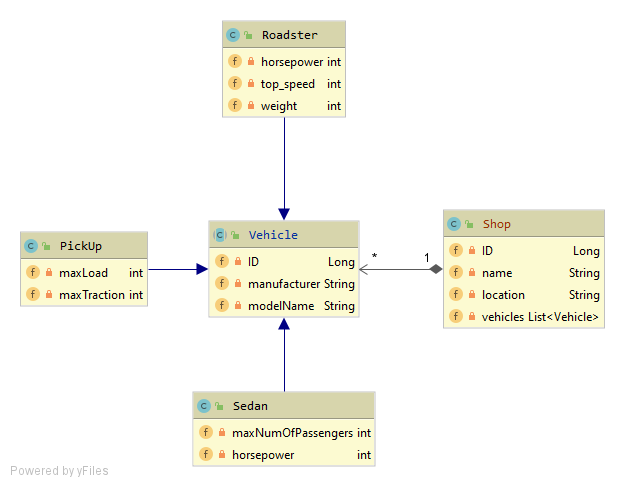 Roadster
horsepower int
top_speed int
weight int
PickUp
maxLoad int
maxTraction int
Vehicle
ID Long
manufacturer String
modelName String
* 1
Shop
ID Long
name String
location String
vehicles List<Vehicle>
Sedan
maxNumOfPassengers int
horsepower int
Powered by yFiles